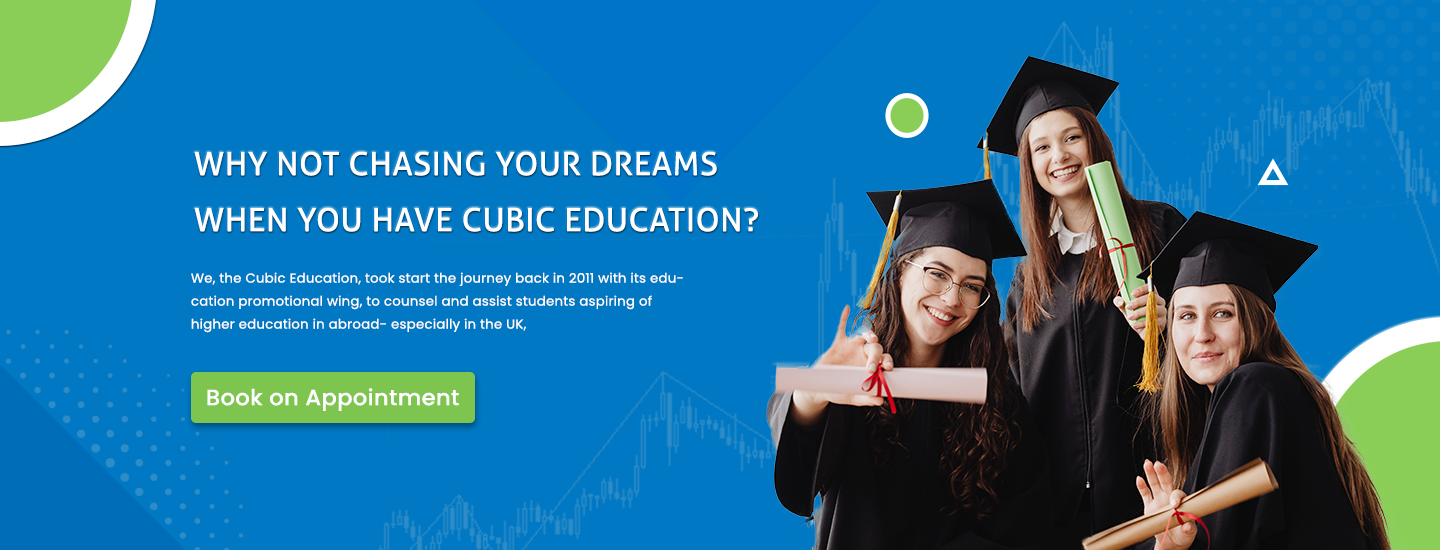 WHY NOT CHASING YOUR DREAMS
WHEN YOU HAVE CUBIC EDUCATION?
We, the Cubic Education, took start the journey back in 2011 with its edu-
cation promotional wing, to counsel and assist students aspiring of
higher education in abroad- especially in the UK,
Book on Appointment